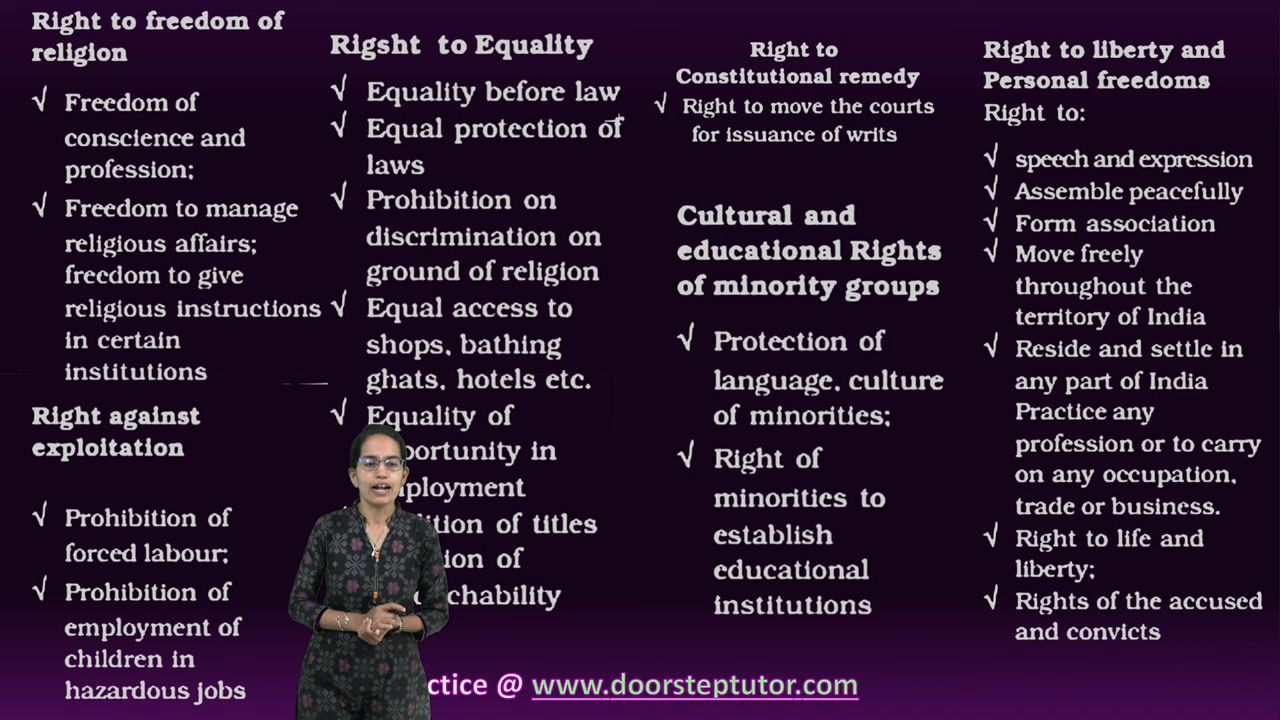 Right to freedom of
religion
√ Freedom of
conscience and
profession;
√ Freedom to manage
religious affairs;
freedom to give
religious instructions
in certain
institutions
Right against
exploitation
√ Prohibition of
forced labour;
√ Prohibition of
employment of
children in
hazardous jobs
Rigsht to Equality
√ Equality before law
√ Equal protection of
laws
√ Prohibition on
discrimination on
ground of religion
√ Equal access to
shops, bathing
ghats, hotels etc.
√ Equality of
in
of titles
of
Right to
Constitutional remedy
√ Right to move the courts
for issuance of writs
Cultural and
educational Rights
of minority groups
√ Protection of
language, culture
of minorities;
√ Right of
minoritics to
establish
educational
institutions
Right to liberty and
Personal freedoms
Right to:
√ speech and expression
√ Assemble peacefully
√ Form association
√ Move freely
throughout the
territory of India
√ Reside and settle in
any part of India
Practice any
profession or to carry
on any occupation,
trade or business.
√ Right to life and
liberty;
√ Rights of the accused
and convicts
@ www.doorsteptutor.com